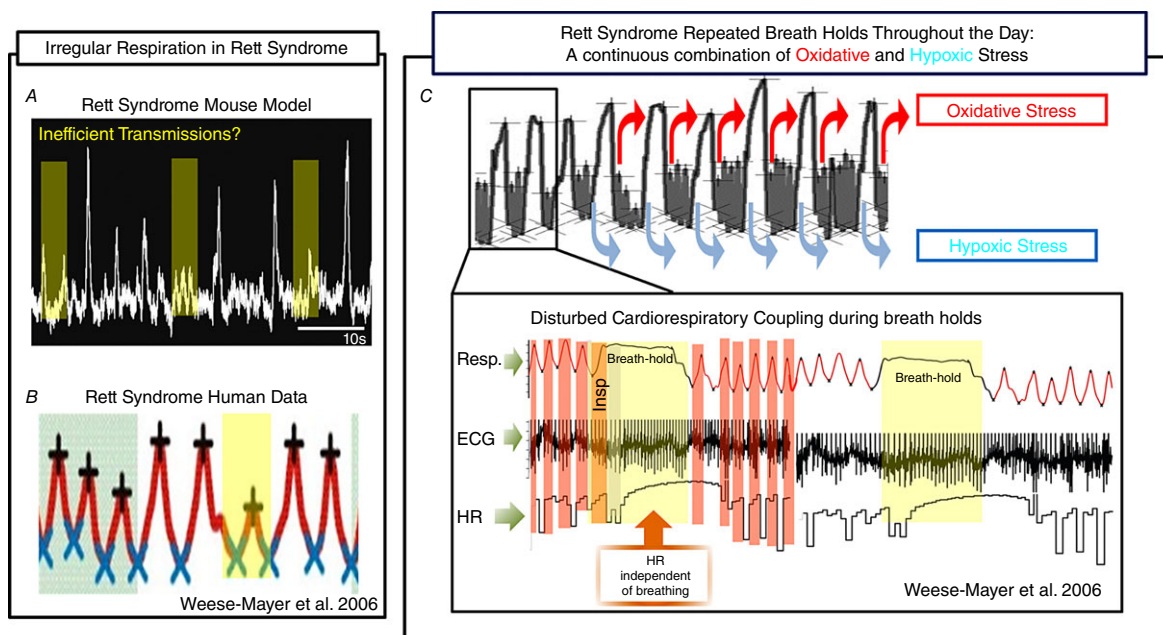 Irregular Respiration in Rett Syndrome
A
Rett Syndrome Mouse Model
Inefficient Transmissions?
10s
B
Rett Syndrome Human Data
Weese-Mayer et al. 2006
Rett Syndrome Repeated Breath Holds Throughout the Day:
A continuous combination of Oxidative and Hypoxic Stress
C
Oxidative Stress
Hypoxic Stress
Disturbed Cardiorespiratory Coupling during breath holds
Resp.
Insp
Breath-hold
Breath-hold
ECG
HR
HR
independent
of breathing
Weese-Mayer et al. 2006